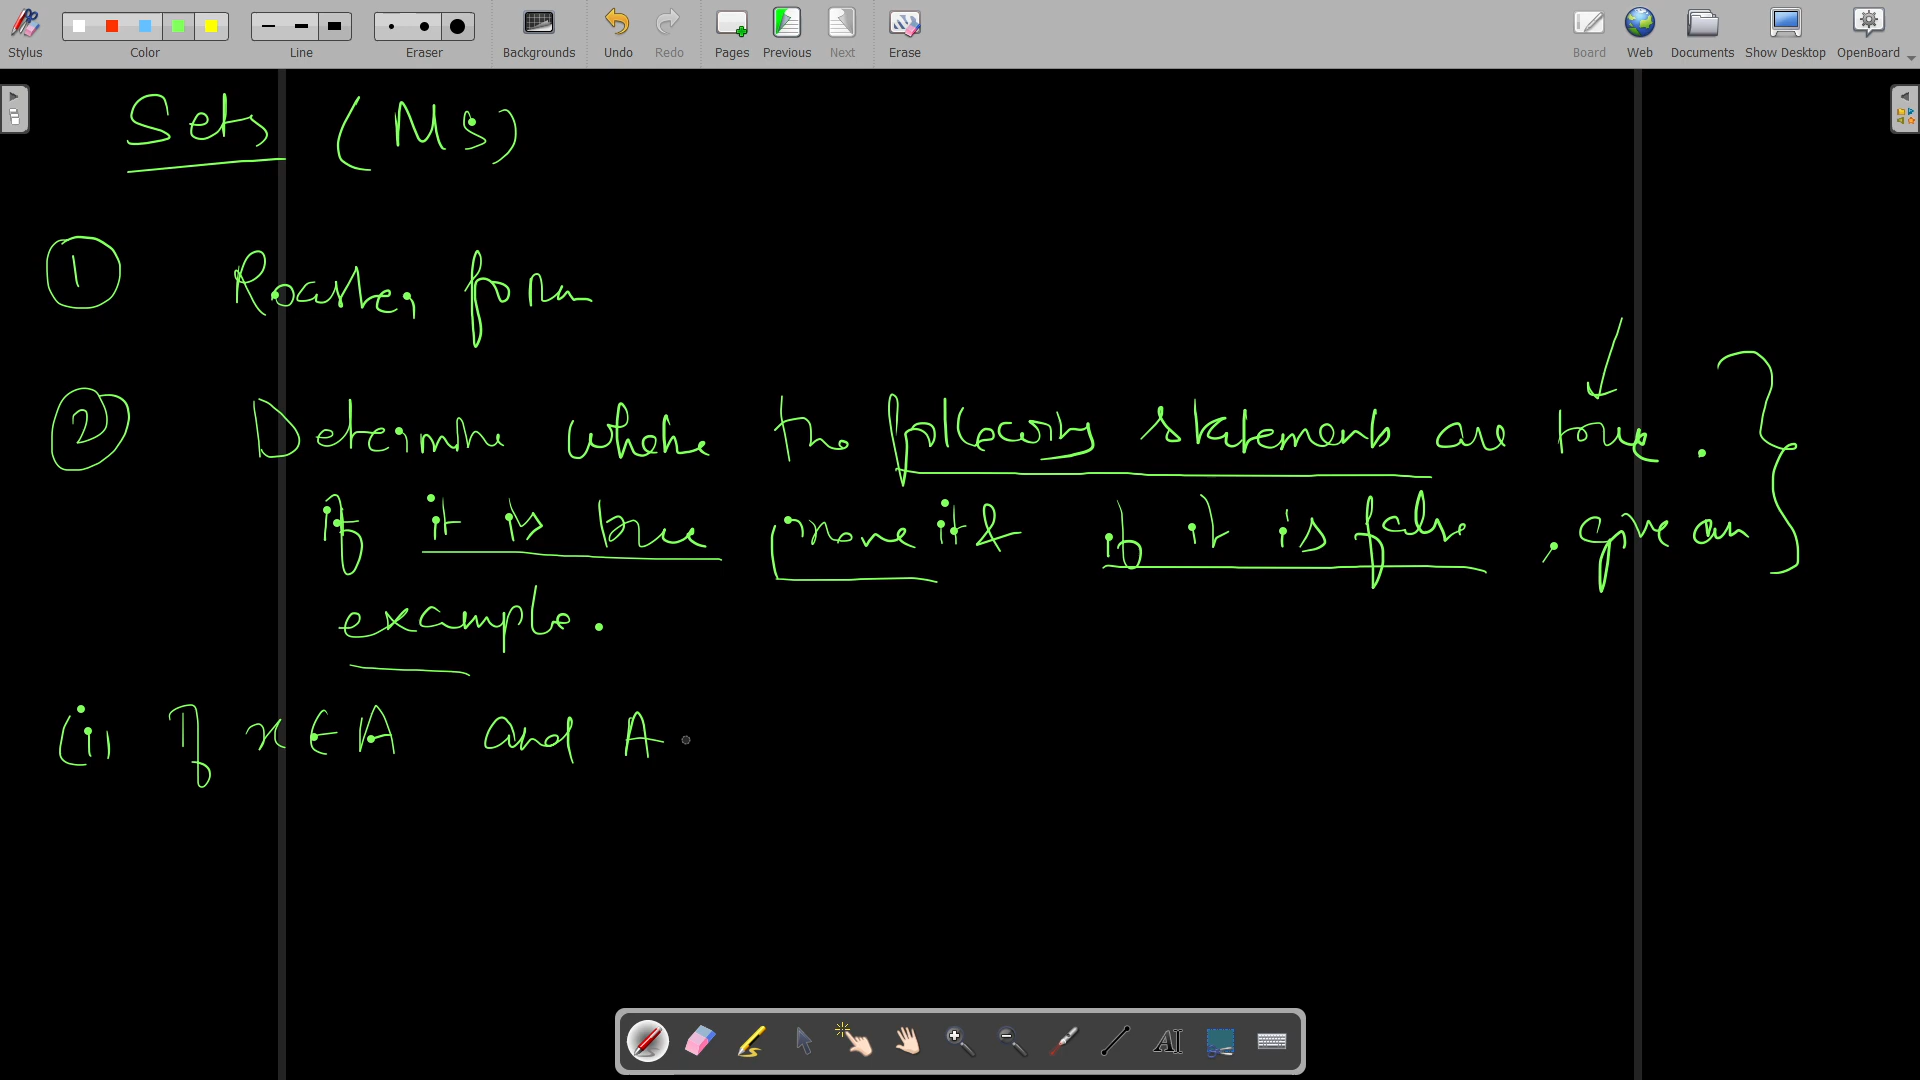 Stylus Color Line Eraser Backgrounds Undo Redo Pages Previous Next Erase Board Web Documents Show Desktop OpenBoard
Sets (MS)
① Roaster form
② Determine whether the following statements are true.
if it is true prove it & if it is false, give an
example.
(i) If x ∈ A and A